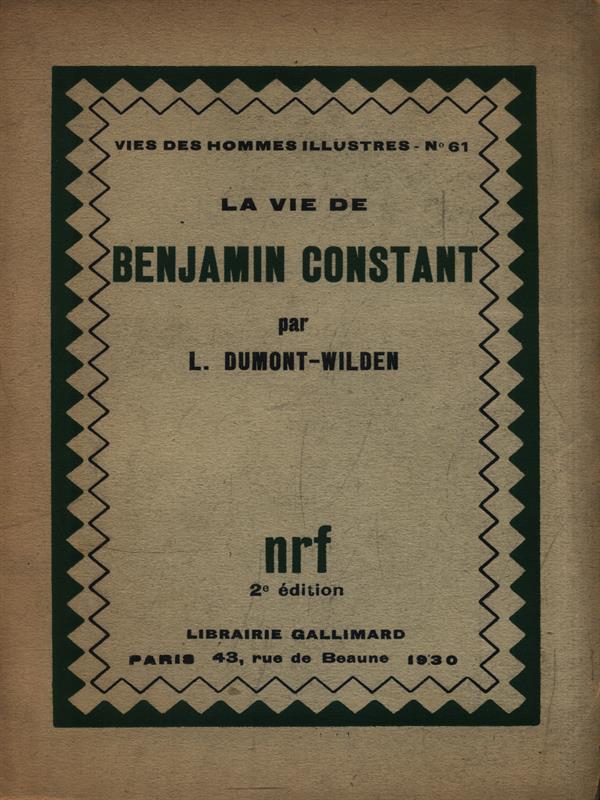 VIES DES HOMMES ILLUSTRES - Nº 61
LA VIE DE
BENJAMIN CONSTANT
par
L. DUMONT-WILDEN
nrf
2e édition
LIBRAIRIE GALLIMARD
PARIS 43, rue de Beaune 1930